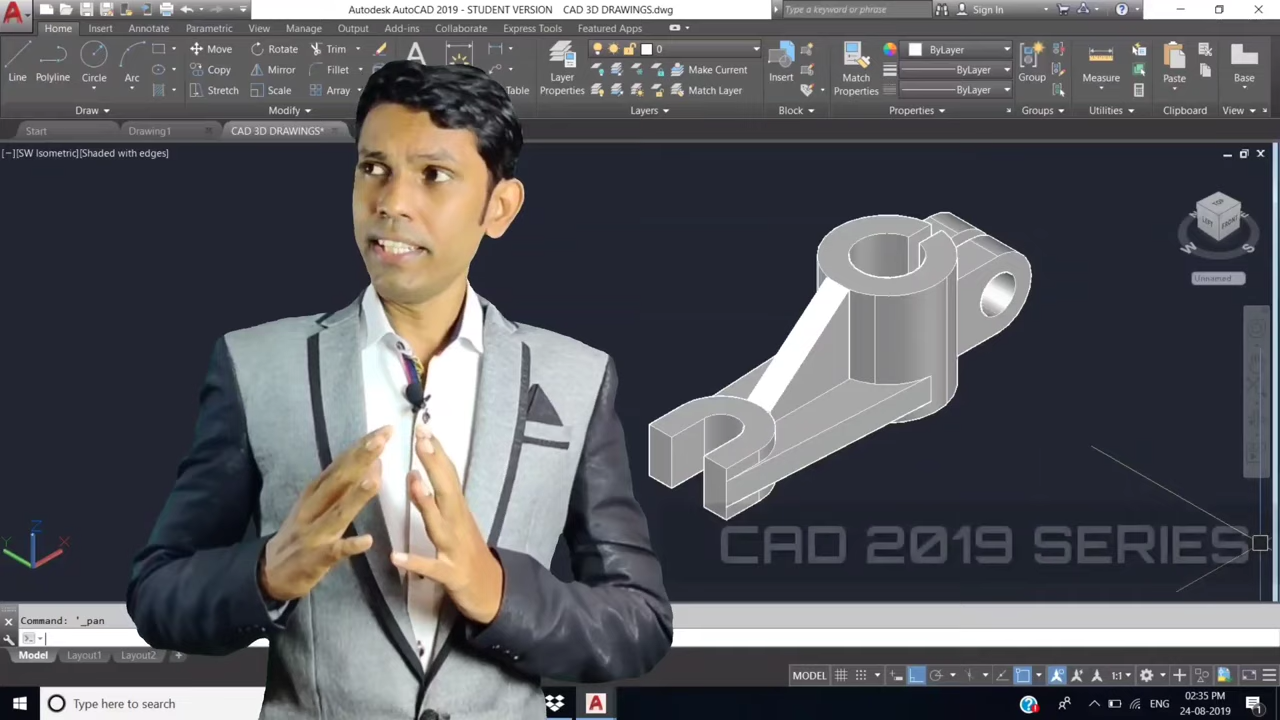 Autodesk AutoCAD 2019 - STUDENT VERSION CAD 3D DRAWINGS.dwg
Type a keyword or phrase
Sign In
Home Insert Annotate Parametric View Manage Output Add-ins Collaborate Express Tools Featured Apps
Line
Polyline
Circle
Arc
Move
Rotate
Trim
Copy
Mirror
Fillet
Stretch
Scale
Array
Table
Layer Properties
0
Make Current
Match Layer
Insert
Match Properties
ByLayer
ByLayer
ByLayer
Group
Measure
Paste
Base
Draw
Modify
Layers
Block
Properties
Groups
Utilities
Clipboard
View
Start
Drawing1
CAD 3D DRAWINGS*
[−][SW Isometric][Shaded with edges]
TOP
LEFT
FRONT
W
S
Unnamed
Z
Y
X
CAD 2019 SERIES
Command: '_pan
Model
Layout1
Layout2
+
MODEL
1:1
Type here to search
ENG
02:35 PM
24-08-2019